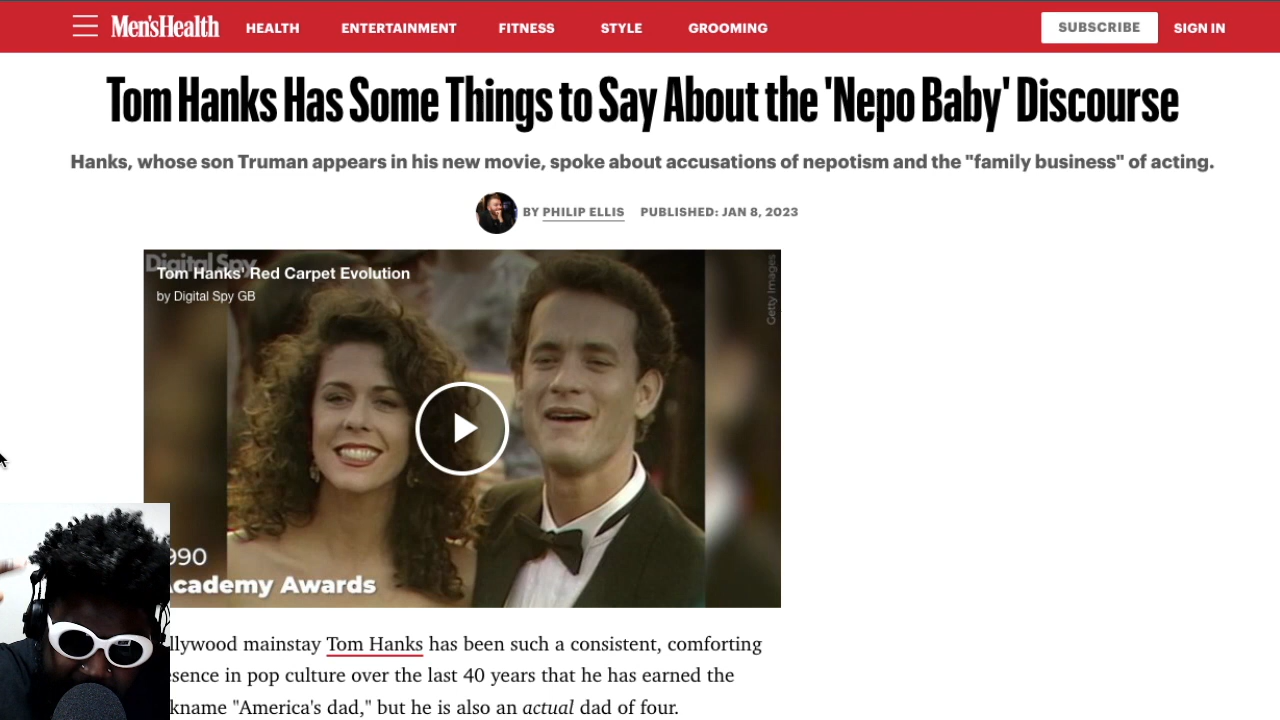 Men'sHealth
HEALTH
ENTERTAINMENT
FITNESS
STYLE
GROOMING
SUBSCRIBE
SIGN IN
Tom Hanks Has Some Things to Say About the 'Nepo Baby' Discourse
Hanks, whose son Truman appears in his new movie, spoke about accusations of nepotism and the "family business" of acting.
BY PHILIP ELLIS PUBLISHED: JAN 8, 2023
Digital Spy
Tom Hanks' Red Carpet Evolution
by Digital Spy GB
Getty Images
990
cademy Awards
llywood mainstay Tom Hanks has been such a consistent, comforting
esence in pop culture over the last 40 years that he has earned the
kname "America's dad," but he is also an actual dad of four.